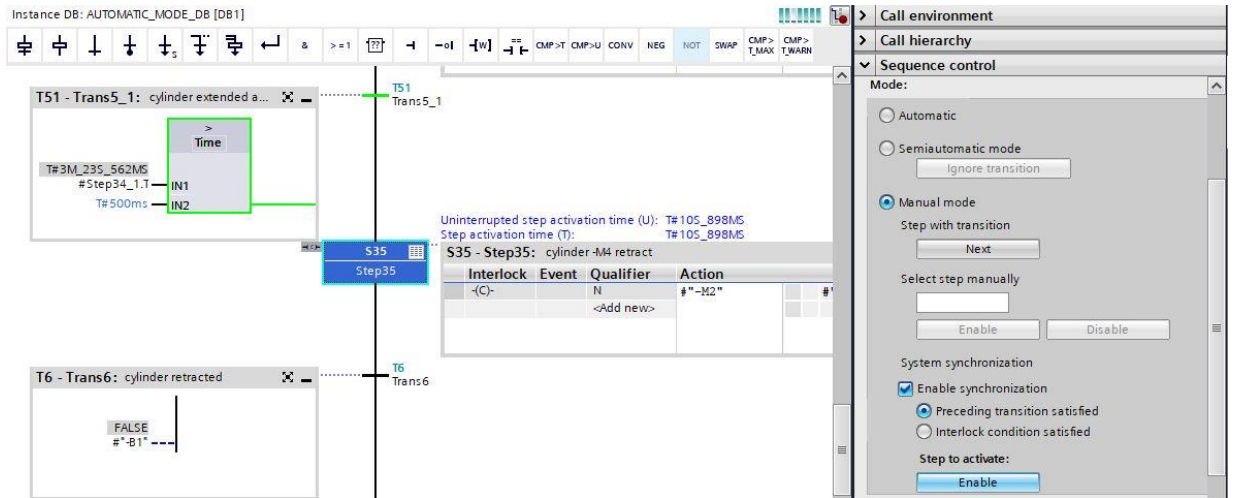 Instance DB: AUTOMATIC_MODE_DB [DB1]
& >=1 ?? -o| -[w] CMP>T CMP>U CONV NEG NOT SWAP CMP> T_MAX CMP> T_WARN
T51 - Trans5_1: cylinder extended a...
>
Time
T#3M_23S_562MS
#Step34_1.T IN1
T#500ms IN2
T51
Trans5_1
Uninterrupted step activation time (U): T#10S_898MS
Step activation time (T): T#10S_898MS
S35
Step35
S35 - Step35: cylinder -M4 retract
Interlock Event Qualifier Action
-(C)- N #"-M2" #"
<Add new>
T6 - Trans6: cylinder retracted
FALSE
#"-B1"
T6
Trans6
Call environment
Call hierarchy
Sequence control
Mode:
Automatic
Semiautomatic mode
Ignore transition
Manual mode
Step with transition
Next
Select step manually
Enable Disable
System synchronization
Enable synchronization
Preceding transition satisfied
Interlock condition satisfied
Step to activate:
Enable